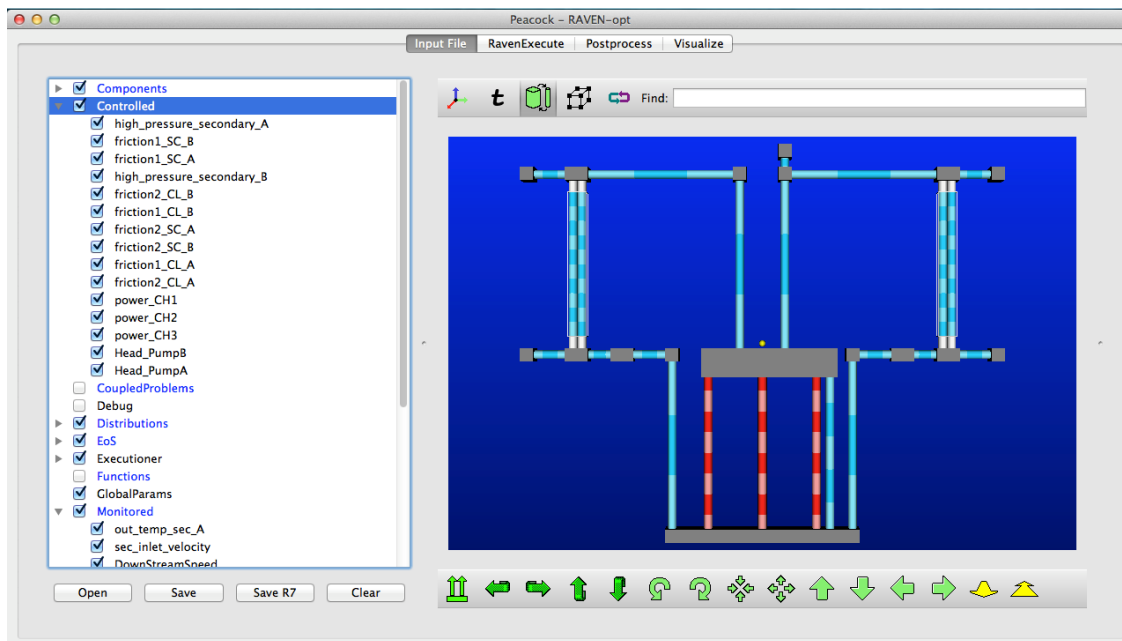 Peacock - RAVEN-opt
Input File RavenExecute Postprocess Visualize
Components
Controlled
high_pressure_secondary_A
friction1_SC_B
friction1_SC_A
high_pressure_secondary_B
friction2_CL_B
friction1_CL_B
friction2_SC_A
friction2_SC_B
friction1_CL_A
friction2_CL_A
power_CH1
power_CH2
power_CH3
Head_PumpB
Head_PumpA
CoupledProblems
Debug
Distributions
EoS
Executioner
Functions
GlobalParams
Monitored
out_temp_sec_A
sec_inlet_velocity
DownStreamSpeed
Open Save Save R7 Clear
t Find: